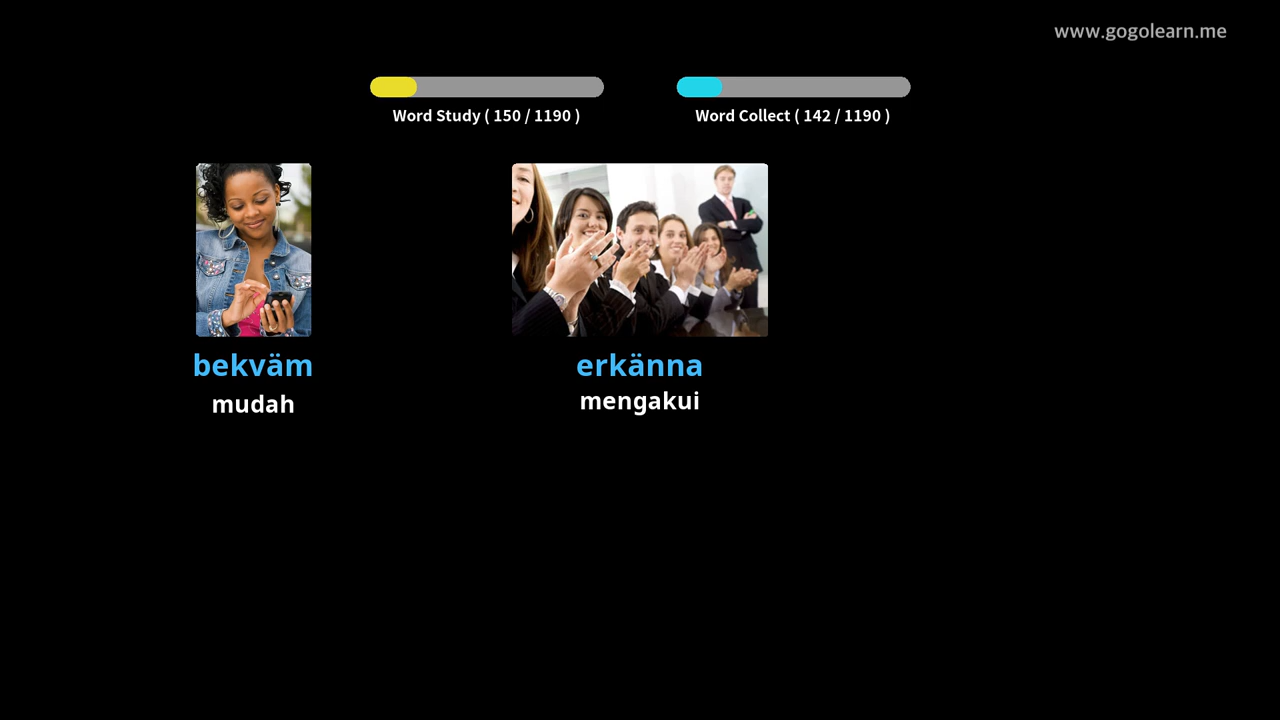 www.gogolearn.me
Word Study ( 150 / 1190 )
Word Collect ( 142 / 1190 )
bekväm
mudah
erkänna
mengakui